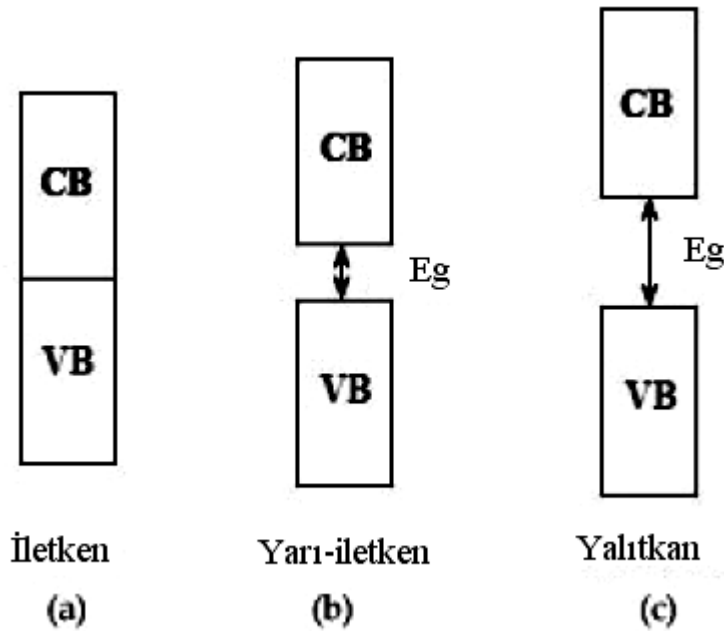 CB
VB
İletken
(a)
CB
Eg
VB
Yarı-iletken
(b)
CB
Eg
VB
Yalıtkan
(c)